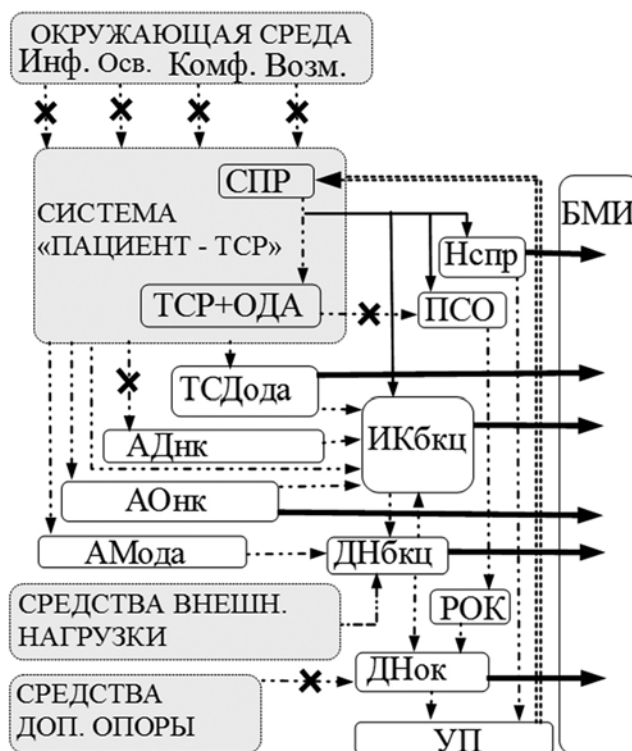 ОКРУЖАЮЩАЯ СРЕДА
Инф. Осв. Комф. Возм.
СПР
БМИ
СИСТЕМА
«ПАЦИЕНТ - ТСР»
Нспр
ТСР+ОДА
ПСО
ТСДода
ИКбкц
АДнк
АОнк
АМода
ДНбкц
СРЕДСТВА ВНЕШН.
НАГРУЗКИ
РОК
ДНок
СРЕДСТВА
ДОП. ОПОРЫ
УП